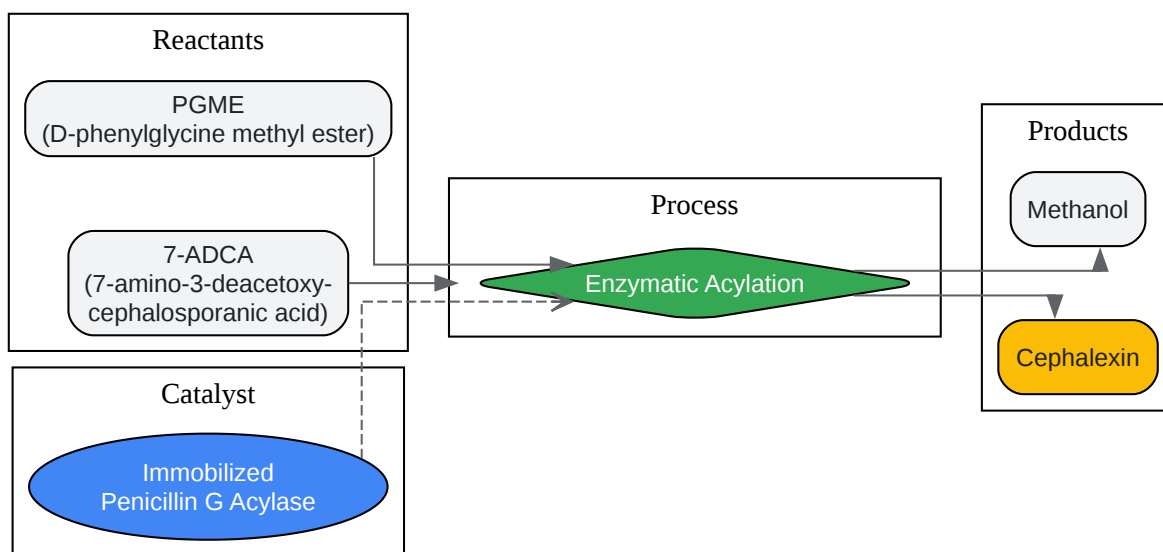 Reactants
PGME
(D-phenylglycine methyl ester)
7-ADCA
(7-amino-3-deacetoxy-
cephalosporanic acid)
Catalyst
Immobilized
Penicillin G Acylase
Process
Enzymatic Acylation
Products
Methanol
Cephalexin